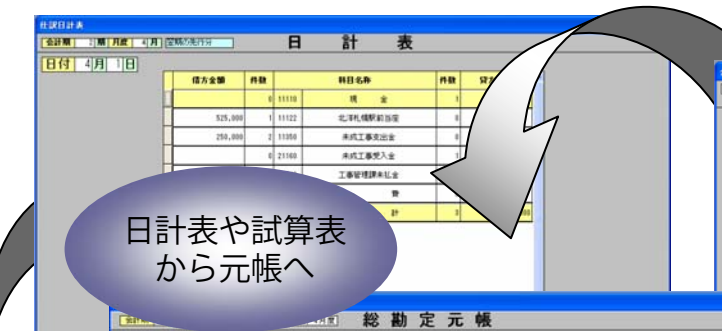 仕訳日計表
会計期 2期 月度 4月
日 計 表
日付 4月 1日
借方金額 件数 科目名称 件数
0 11110 現 金 1
525,000 1 11122 北洋札幌駅前当座 0
250,000 2 11350 未成工事支出金 0
0 21160 未成工事受入金 1
工事管理課未払金
費
計 3
日計表や試算表
から元帳へ
総 勘 定 元 帳